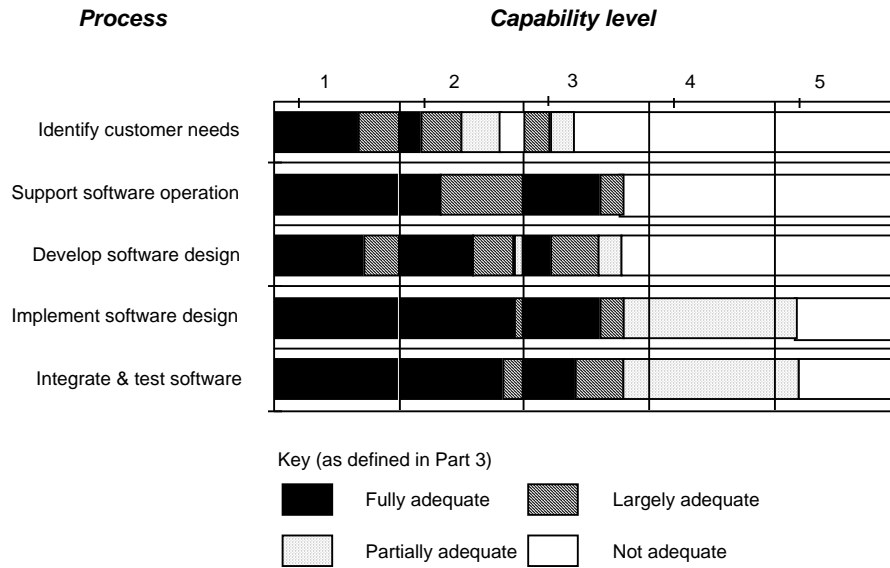 Process Capability level
1 2 3 4 5
Identify customer needs
Support software operation
Develop software design
Implement software design
Integrate & test software
Key (as defined in Part 3)
Fully adequate Largely adequate
Partially adequate Not adequate